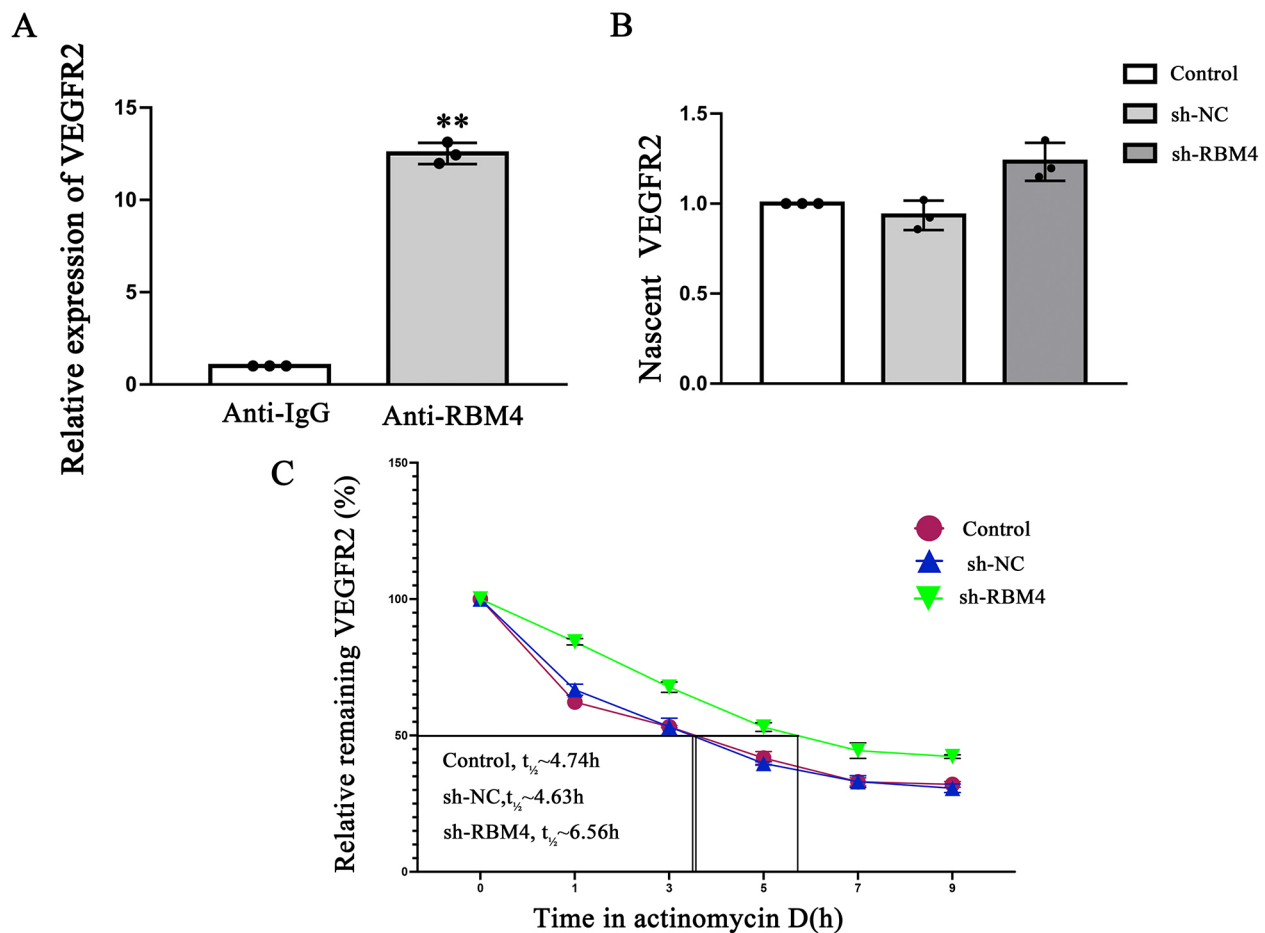 A
Relative expression of VEGFR2
15
10
5
0
**
Anti-IgG
Anti-RBM4
B
Nascent VEGFR2
1.5
1.0
0.5
0.0
Control
sh-NC
sh-RBM4
C
Relative remaining VEGFR2 (%)
150
100
50
0
Control
sh-NC
sh-RBM4
Control, t½~4.74h
sh-NC,t½~4.63h
sh-RBM4, t½~6.56h
0 1 3 5 7 9
Time in actinomycin D(h)